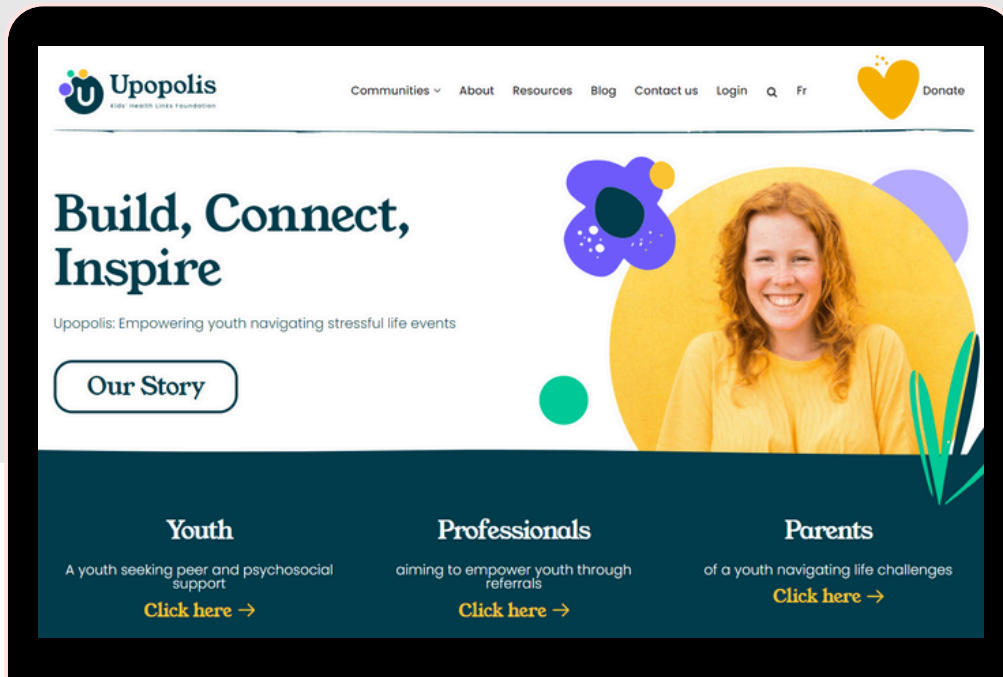 Upopolis
Kids' Health Links Foundation
Communities About Resources Blog Contact us Login Fr Donate
Build, Connect,
Inspire
Upopolis: Empowering youth navigating stressful life events
Our Story
Youth
A youth seeking peer and psychosocial
support
Click here →
Professionals
aiming to empower youth through
referrals
Click here →
Parents
of a youth navigating life challenges
Click here →